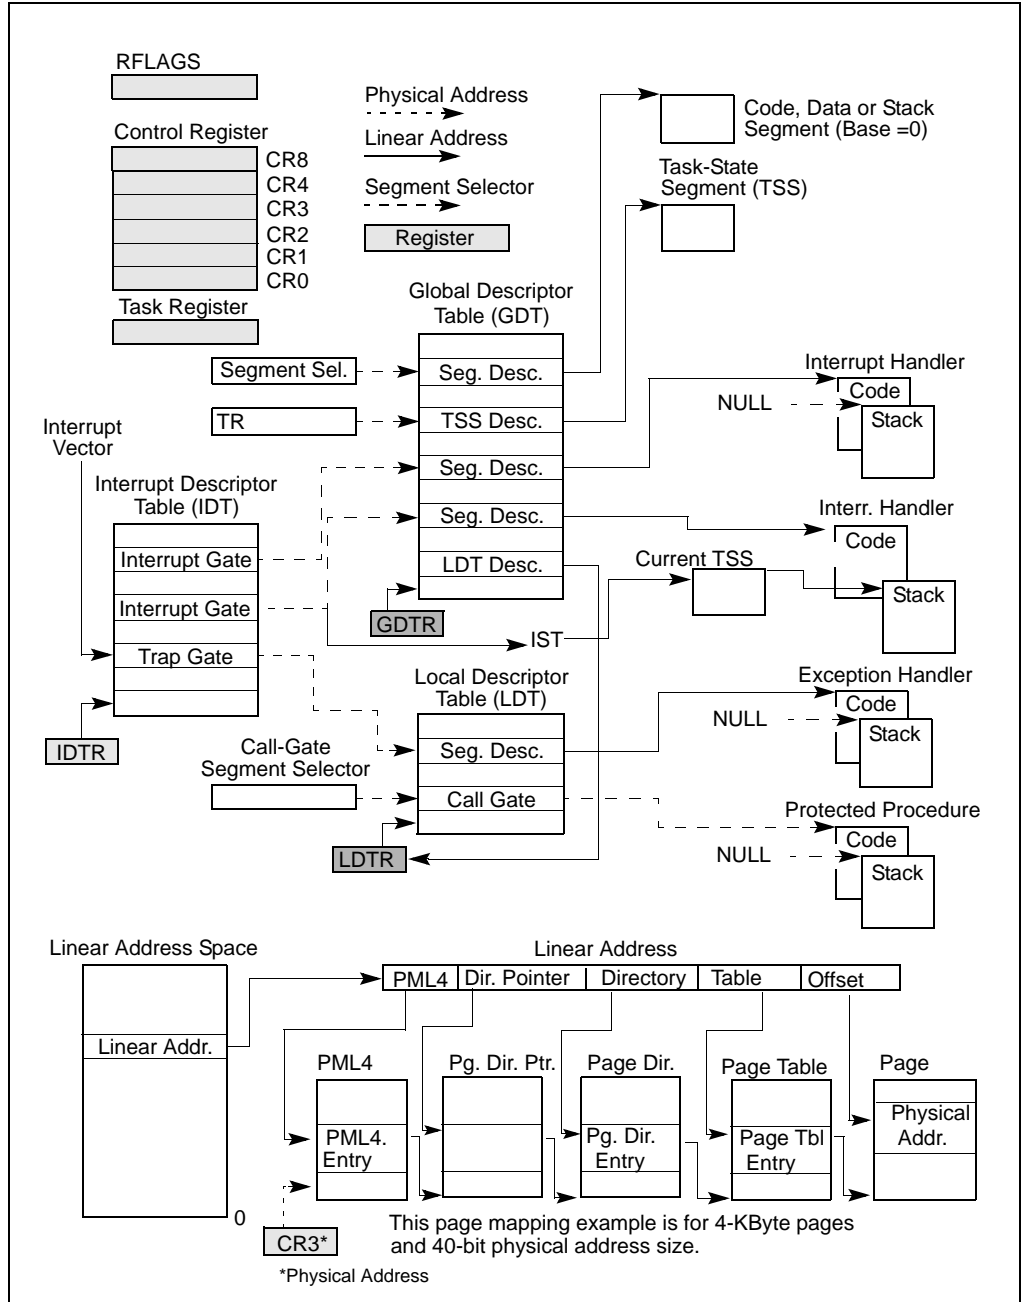 RFLAGS
Physical Address
Code, Data or Stack
Segment (Base =0)
Control Register
Linear Address
CR8
CR4
CR3
CR2
CR1
CR0
Task-State
Segment (TSS)
Segment Selector
Register
Task Register
Global Descriptor
Table (GDT)
Segment Sel.
Seg. Desc.
Interrupt Handler
Code
NULL
Stack
TR
TSS Desc.
Interrupt
Vector
Seg. Desc.
Interrupt Descriptor
Table (IDT)
Seg. Desc.
Interr. Handler
Code
Interrupt Gate
LDT Desc.
Current TSS
Stack
Interrupt Gate
GDTR
IST
Trap Gate
Local Descriptor
Table (LDT)
Exception Handler
Code
NULL
Stack
IDTR
Call-Gate
Segment Selector
Seg. Desc.
Call Gate
Protected Procedure
Code
NULL
Stack
LDTR
Linear Address Space
Linear Address
PML4
Dir. Pointer
Directory
Table
Offset
Linear Addr.
PML4
Pg. Dir. Ptr.
Page Dir.
Page Table
Page
Physical
Addr.
PML4.
Entry
Pg. Dir.
Entry
Page Tbl
Entry
0
This page mapping example is for 4-KByte pages
and 40-bit physical address size.
CR3*
*Physical Address